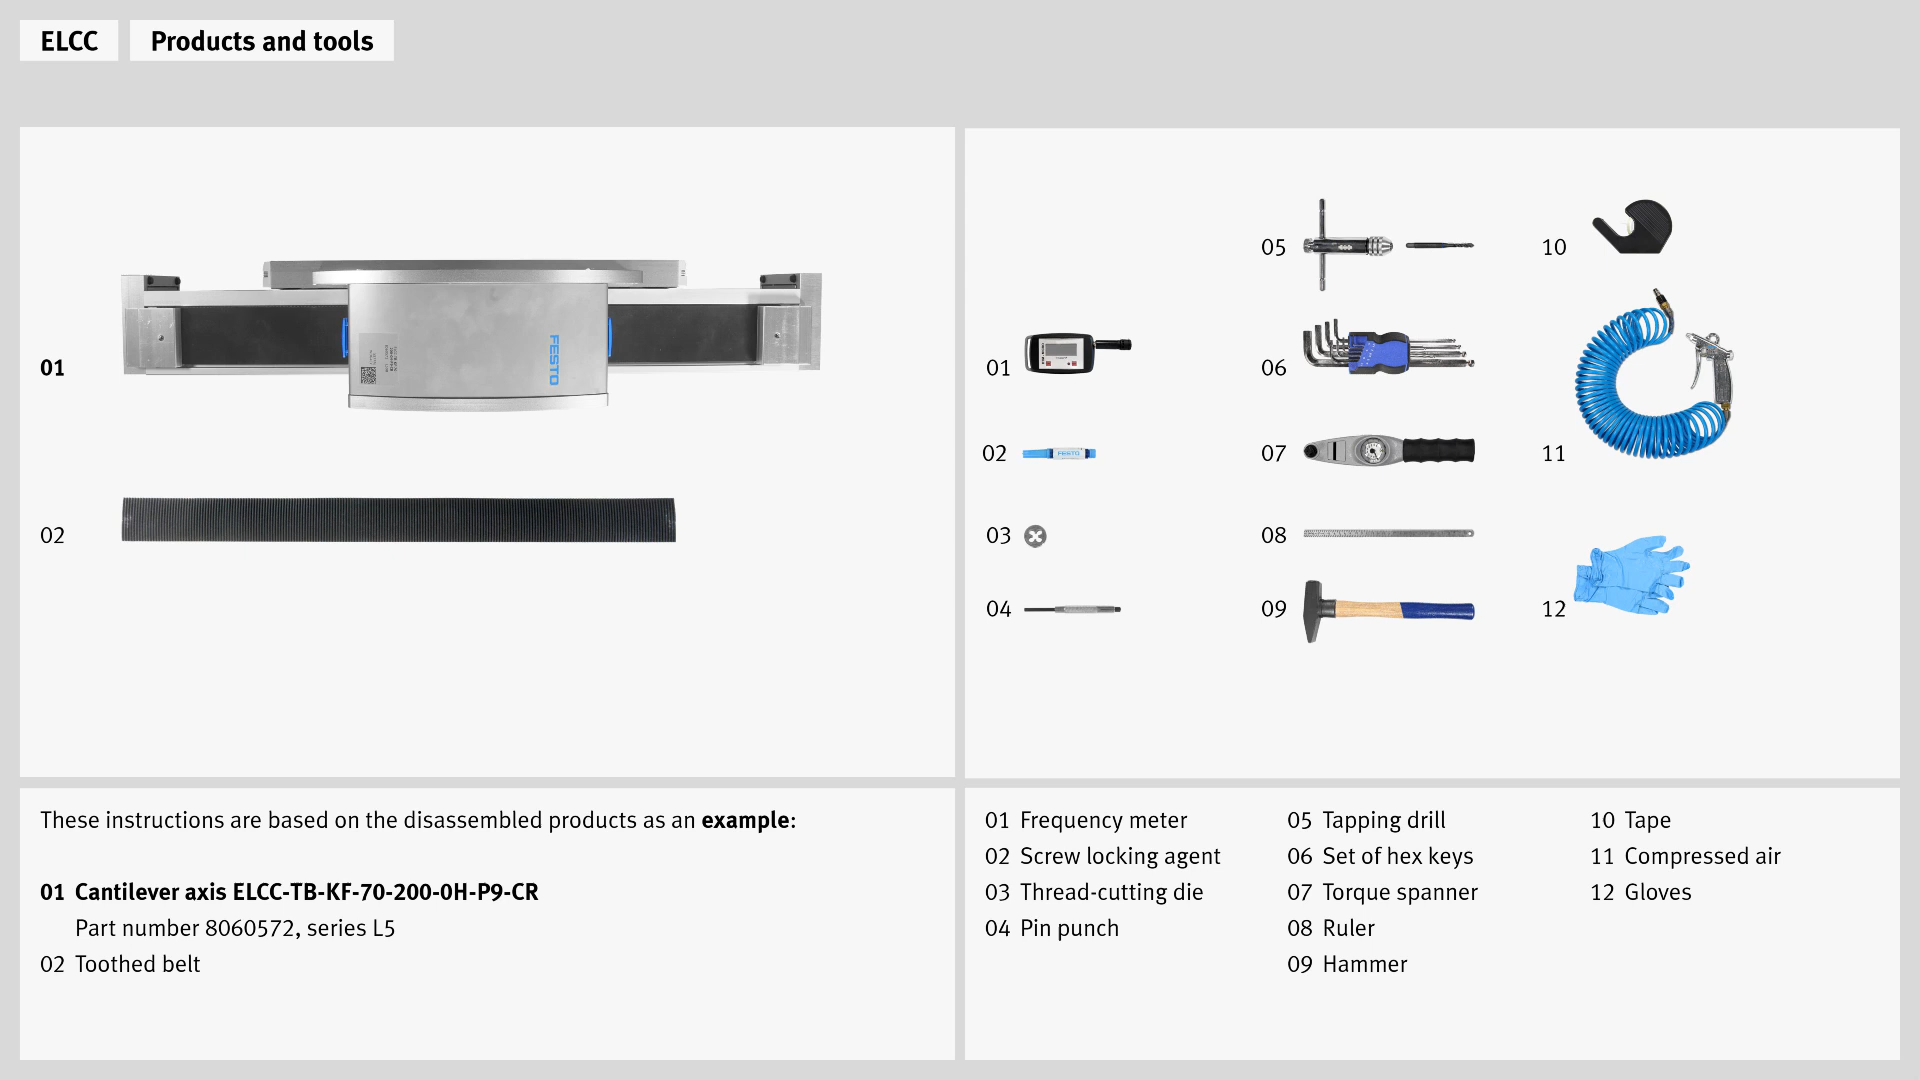 ELCC
Products and tools
01
FESTO
02
01
02
FESTO
03
04
05
06
07
08
09
10
11
12
These instructions are based on the disassembled products as an example:
01 Cantilever axis ELCC-TB-KF-70-200-0H-P9-CR
Part number 8060572, series L5
02 Toothed belt
01 Frequency meter
02 Screw locking agent
03 Thread-cutting die
04 Pin punch
05 Tapping drill
06 Set of hex keys
07 Torque spanner
08 Ruler
09 Hammer
10 Tape
11 Compressed air
12 Gloves